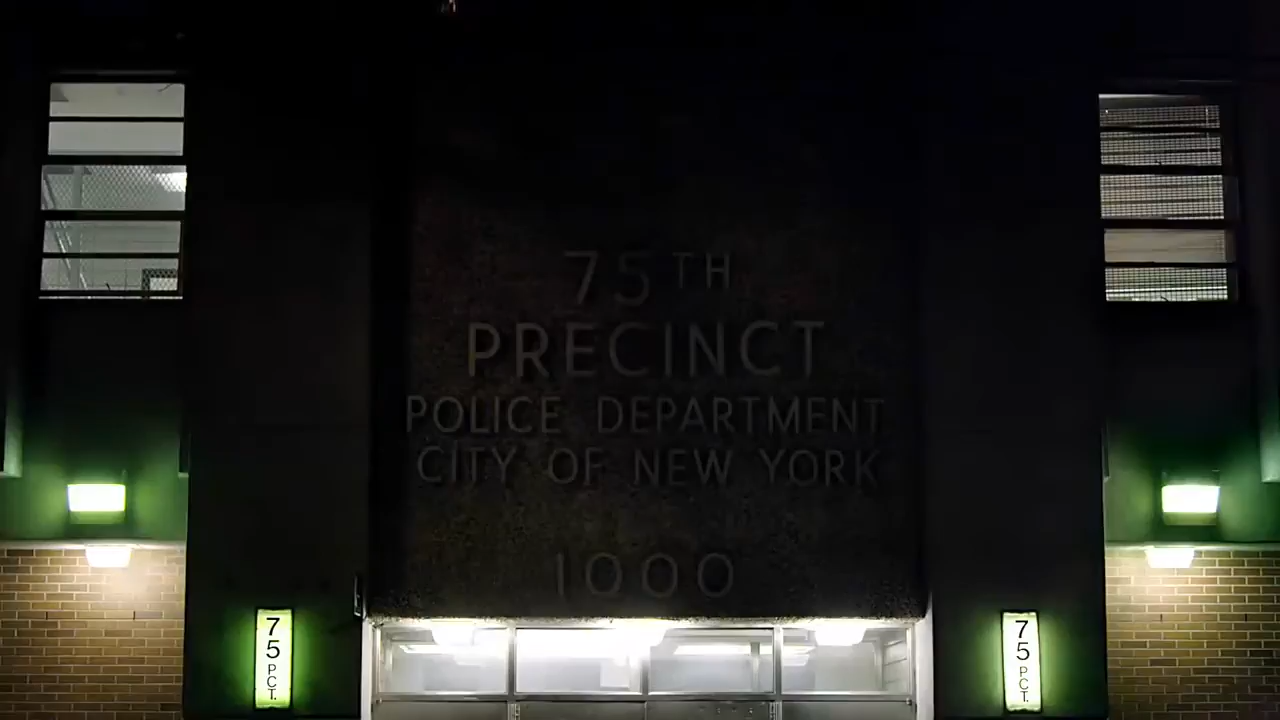 75TH
PRECINCT
POLICE DEPARTMENT
CITY OF NEW YORK
1000
75
PCT.
75
PCT.